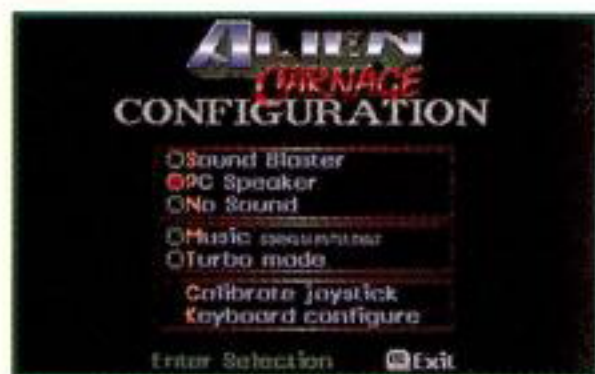 ALIEN
CARNAGE
CONFIGURATION
Sound Blaster
PC Speaker
No Sound
Music
Turbo mode
Calibrate joystick
Keyboard configure
Enter Selection Exit